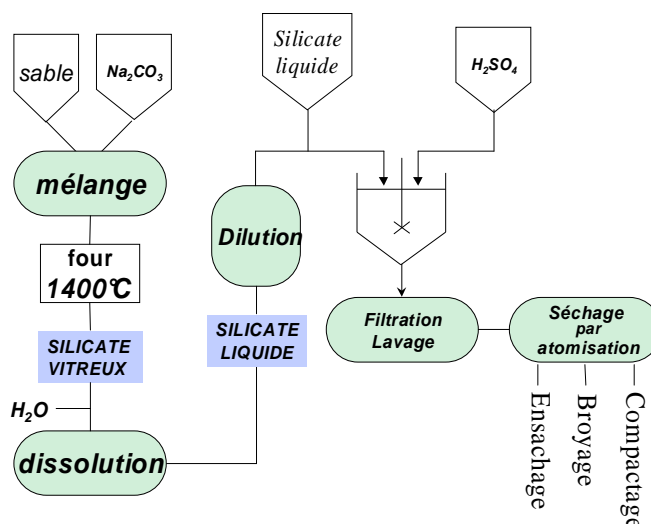 sable
Na₂CO₃
mélange
four
1400°C
SILICATE
VITREUX
H₂O
dissolution
SILICATE
LIQUIDE
Dilution
Silicate
liquide
H₂SO₄
Filtration
Lavage
Séchage
par
atomisation
Ensachage
Broyage
Compactage